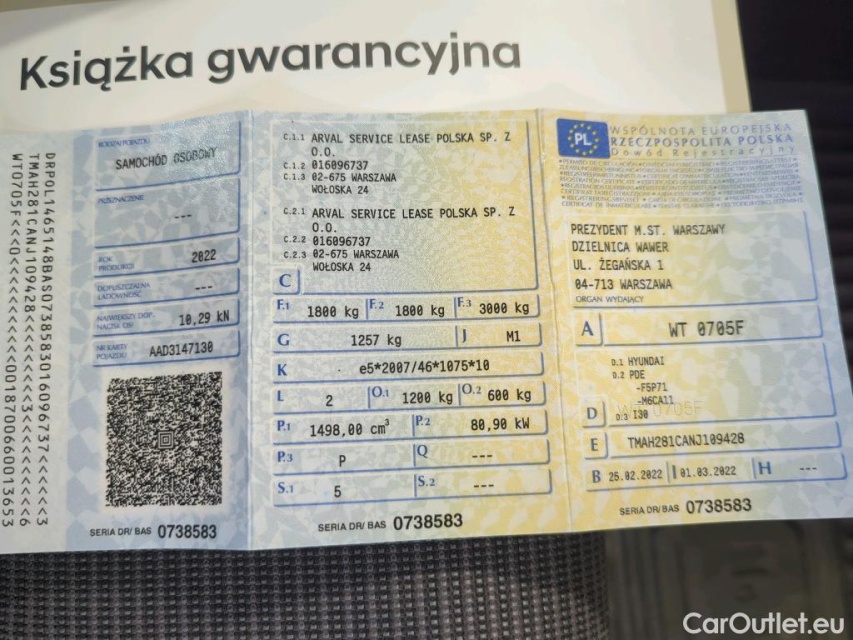 Książka gwarancyjna
DRPOL1465148BAS0738583016096737<<<<<3
TMAH281CANJ109428<<<<<<<<3<<<<<<<<<6
WT0705F<<0<<<<<<<<<<<<<0018700660013653
RODZAJ POJAZDU
SAMOCHÓD OSOBOWY
PRZEZNACZENIE
---
ROK PRODUKCJI
2022
DOPUSZCZALNA ŁADOWNOŚĆ
---
NAJWIĘKSZY DOP. NACISK OSI
10,29 kN
NR KARTY POJAZDU
AAD3147130
SERIA DR/ BAS 0738583
C.1.1 ARVAL SERVICE LEASE POLSKA SP. Z
O.O.
C.1.2 016096737
C.1.3 02-675 WARSZAWA
WOŁOSKA 24
C.2.1 ARVAL SERVICE LEASE POLSKA SP. Z
O.O.
C.2.2 016096737
C.2.3 02-675 WARSZAWA
WOŁOSKA 24
C
F.1 1800 kg F.2 1800 kg F.3 3000 kg
G 1257 kg J M1
K e5*2007/46*1075*10
L 2 O.1 1200 kg O.2 600 kg
P.1 1498,00 cm³ P.2 80,90 kW
P.3 P Q ---
S.1 5 S.2 ---
SERIA DR/ BAS 0738583
PL
WSPÓLNOTA EUROPEJSKA
RZECZPOSPOLITA POLSKA
Dowód Rejestracyjny
PREZYDENT M.ST. WARSZAWY
DZIELNICA WAWER
UL. ŻEGAŃSKA 1
04-713 WARSZAWA
ORGAN WYDAJĄCY
A WT 0705F
D.1 HYUNDAI
D.2 PDE
-F5P71
-M6CA11
D D.3 I30
E TMAH281CANJ109428
B 25.02.2022 I 01.03.2022 H ---
SERIA DR/ BAS 0738583
CarOutlet.eu